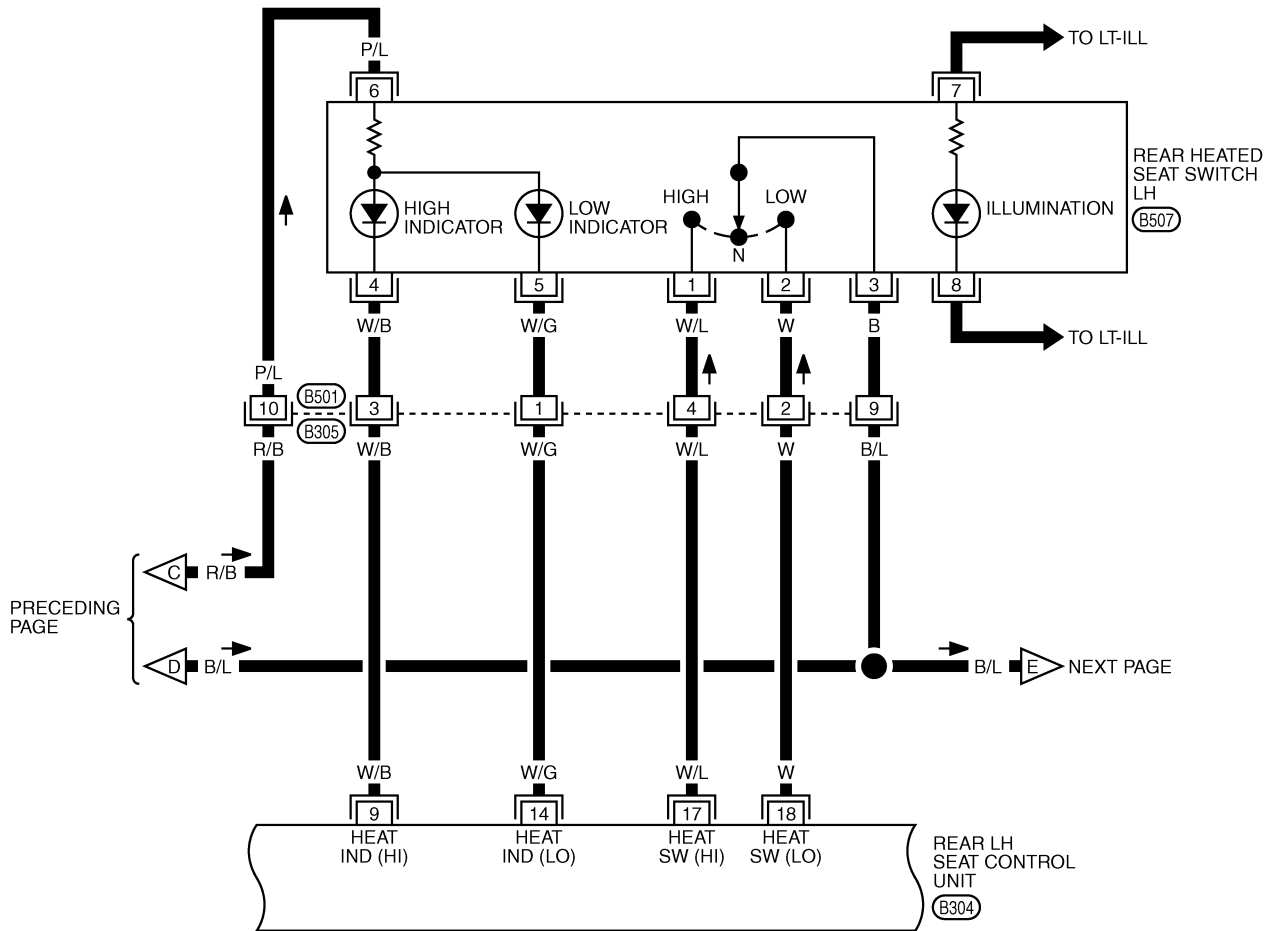 P/L
TO LT-ILL
6
7
REAR HEATED
SEAT SWITCH
LH
B507
HIGH
INDICATOR
LOW
INDICATOR
HIGH
LOW
N
ILLUMINATION
4
5
1
2
3
8
W/B
W/G
W/L
W
B
TO LT-ILL
P/L
B501
10
3
1
4
2
9
B305
R/B
W/B
W/G
W/L
W
B/L
C
R/B
PRECEDING
PAGE
D
B/L
B/L
E
NEXT PAGE
W/B
W/G
W/L
W
9
14
17
18
HEAT
IND (HI)
HEAT
IND (LO)
HEAT
SW (HI)
HEAT
SW (LO)
REAR LH
SEAT CONTROL
UNIT
B304